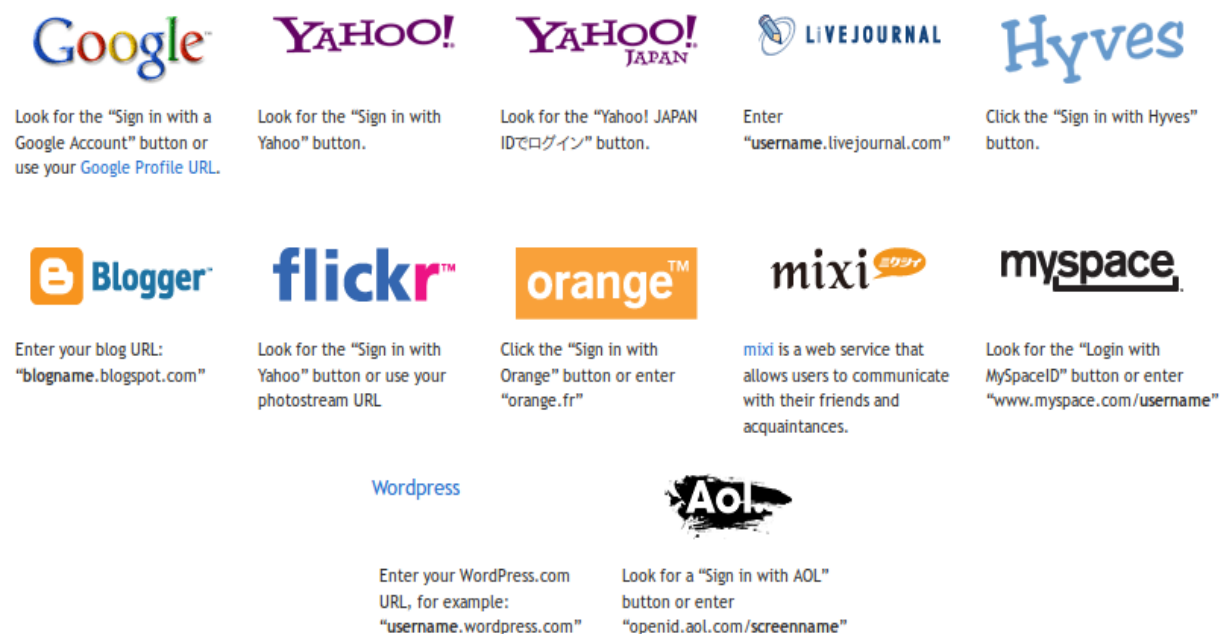 Google™
YAHOO!
YAHOO!
JAPAN
LiVEJOURNAL
Hyves
Look for the “Sign in with a
Google Account” button or
use your Google Profile URL.
Look for the “Sign in with
Yahoo” button.
Look for the “Yahoo! JAPAN
IDでログイン” button.
Enter
“username.livejournal.com”
Click the “Sign in with Hyves”
button.
Blogger™
flickr™
orange™
mixi ミクシィ
myspace
Enter your blog URL:
“blogname.blogspot.com”
Look for the “Sign in with
Yahoo” button or use your
photostream URL
Click the “Sign in with
Orange” button or enter
“orange.fr”
mixi is a web service that
allows users to communicate
with their friends and
acquaintances.
Look for the “Login with
MySpaceID” button or enter
“www.myspace.com/username”
Wordpress
Aol.
Enter your WordPress.com
URL, for example:
“username.wordpress.com”
Look for a “Sign in with AOL”
button or enter
“openid.aol.com/screenname”